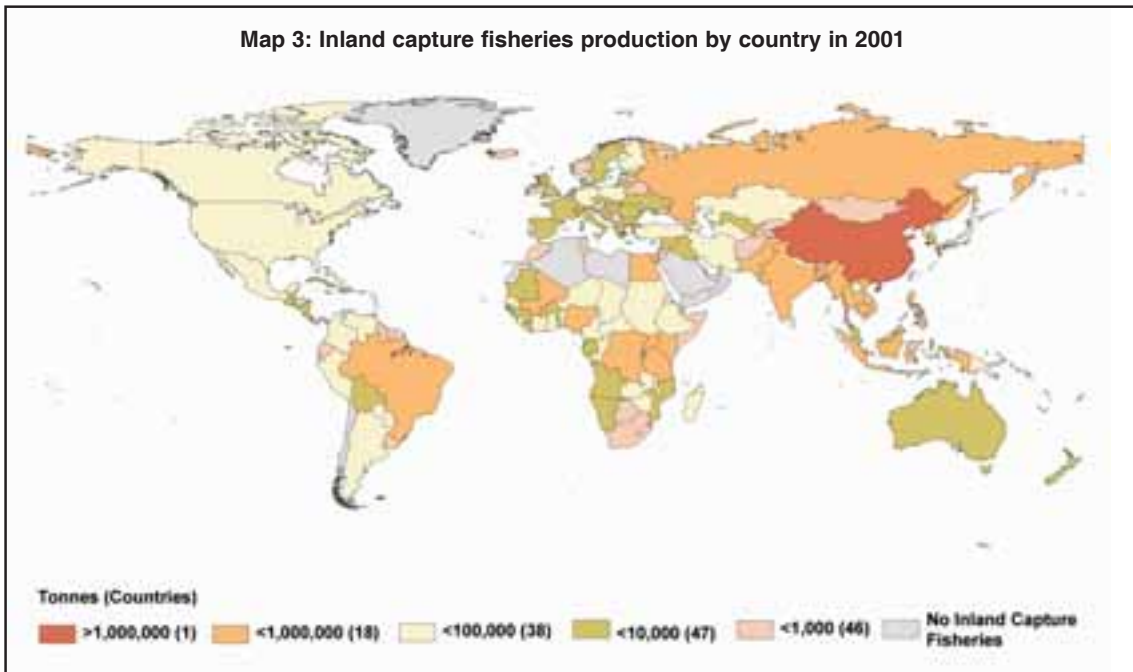 Map 3: Inland capture fisheries production by country in 2001
Tonnes (Countries)
>1,000,000 (1) <1,000,000 (18) <100,000 (38) <10,000 (47) <1,000 (46) No Inland Capture
Fisheries